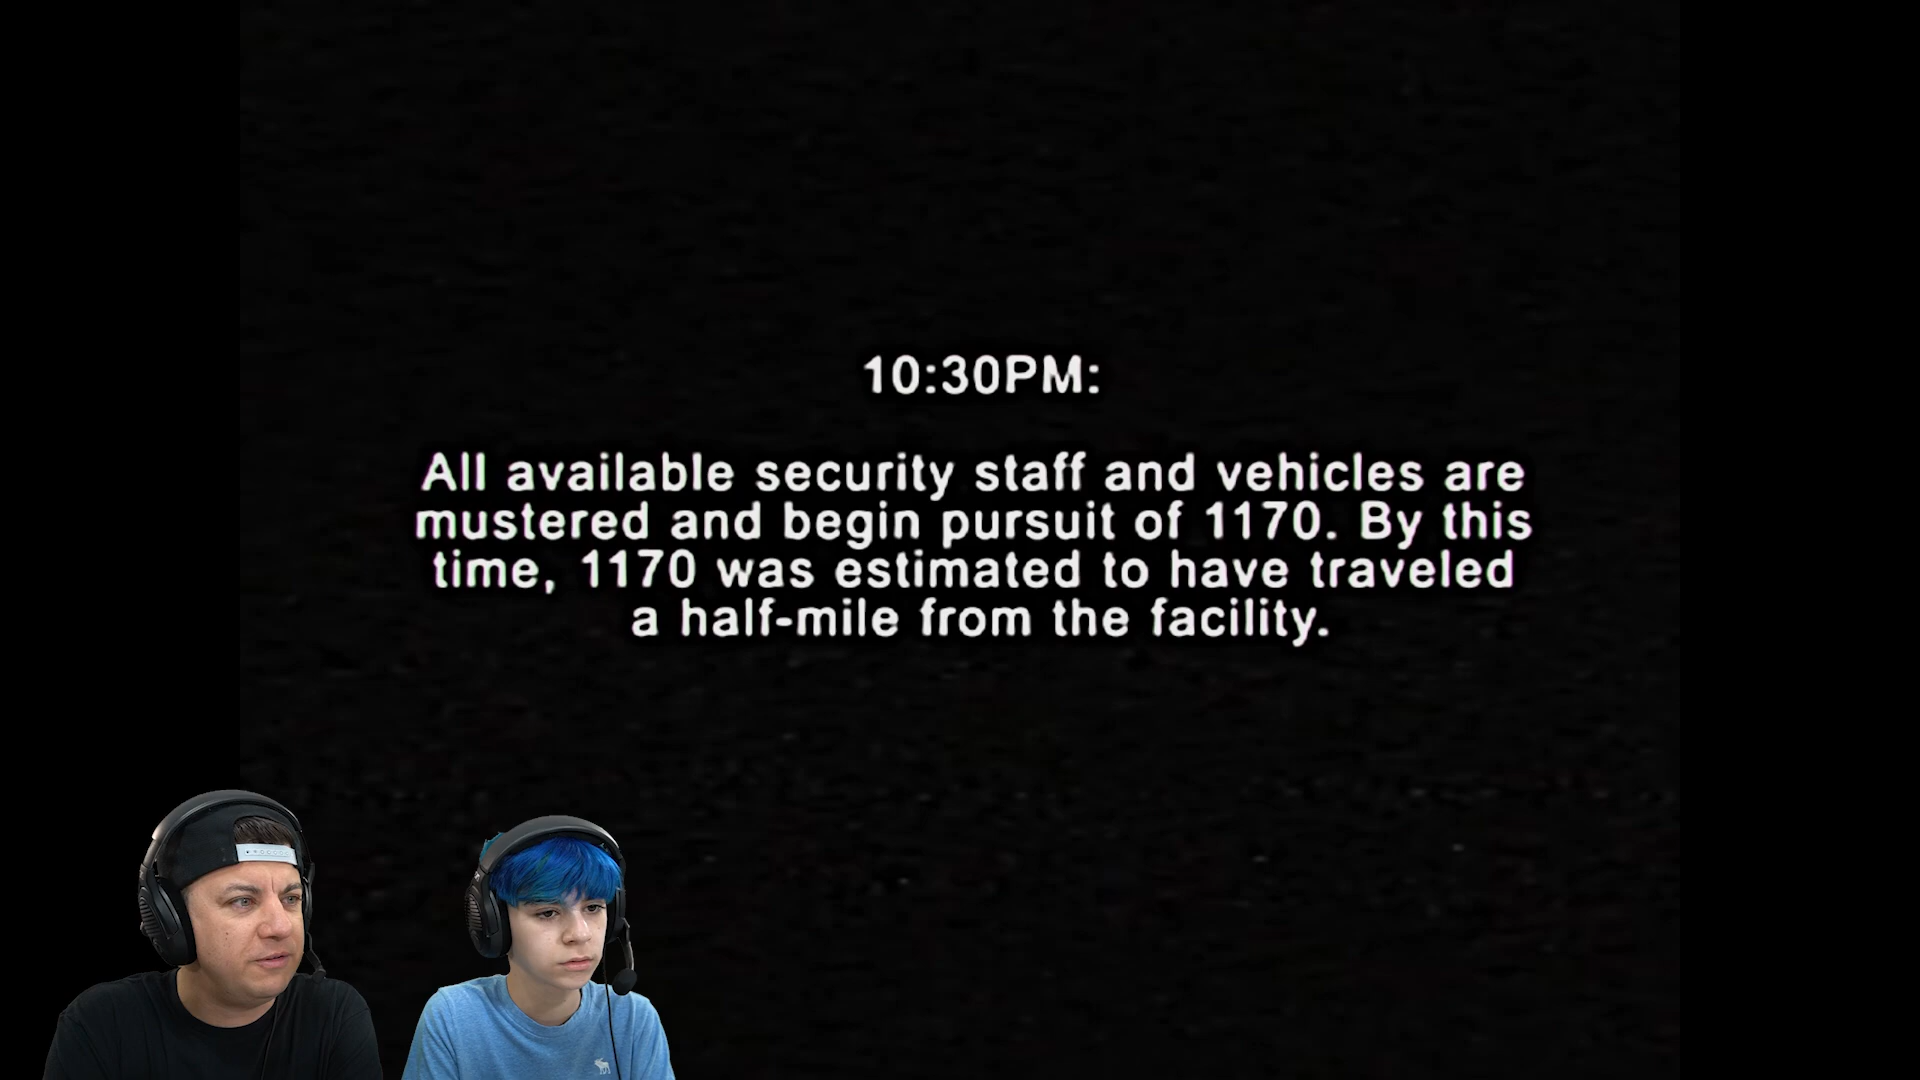 10:30PM:
All available security staff and vehicles are
mustered and begin pursuit of 1170. By this
time, 1170 was estimated to have traveled
a half-mile from the facility.